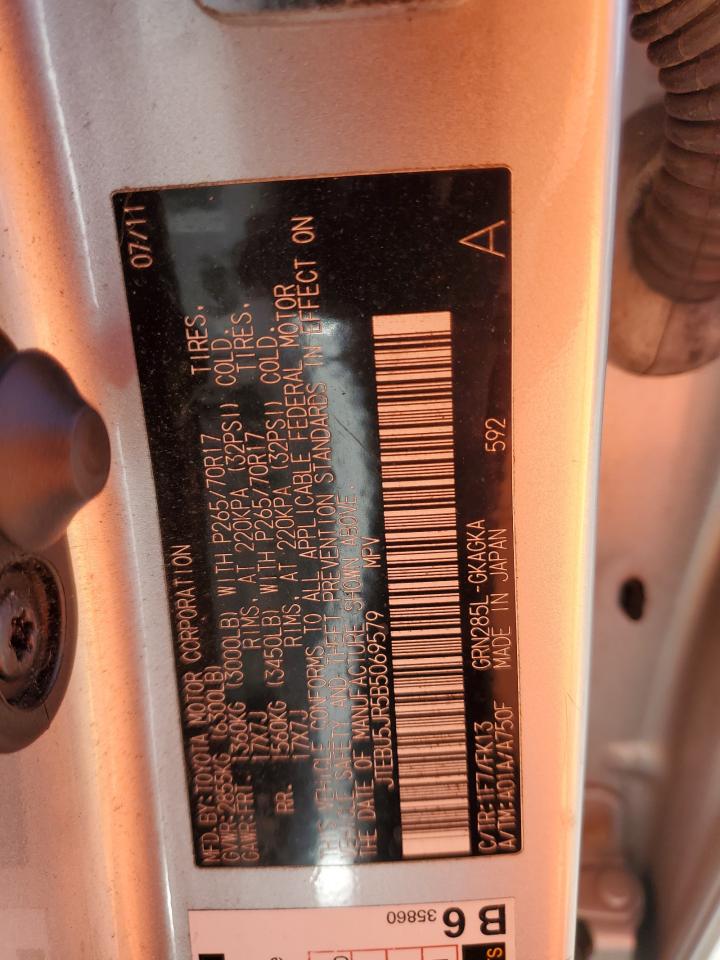 MFD BY: TOYOTA MOTOR CORPORATION 07/11
GVWR: 2855KG (6300LB)
GAWR: FRT. 1360KG (3000LB) WITH P265/70R17 TIRES,
17X7J RIMS, AT 220KPA (32PSI) COLD.
RR. 1560KG (3450LB) WITH P265/70R17 TIRES,
17X7J RIMS, AT 220KPA (32PSI) COLD.
THIS VEHICLE CONFORMS TO ALL APPLICABLE FEDERAL MOTOR
VEHICLE SAFETY AND THEFT PREVENTION STANDARDS IN EFFECT ON
THE DATE OF MANUFACTURE SHOWN ABOVE.
JTEBU5JR5B5069579 MPV
A
C/TR: 1F7/FK13 GRN285L-GKAGKA
A/TM: A01A/A750F MADE IN JAPAN 592
B6
35860